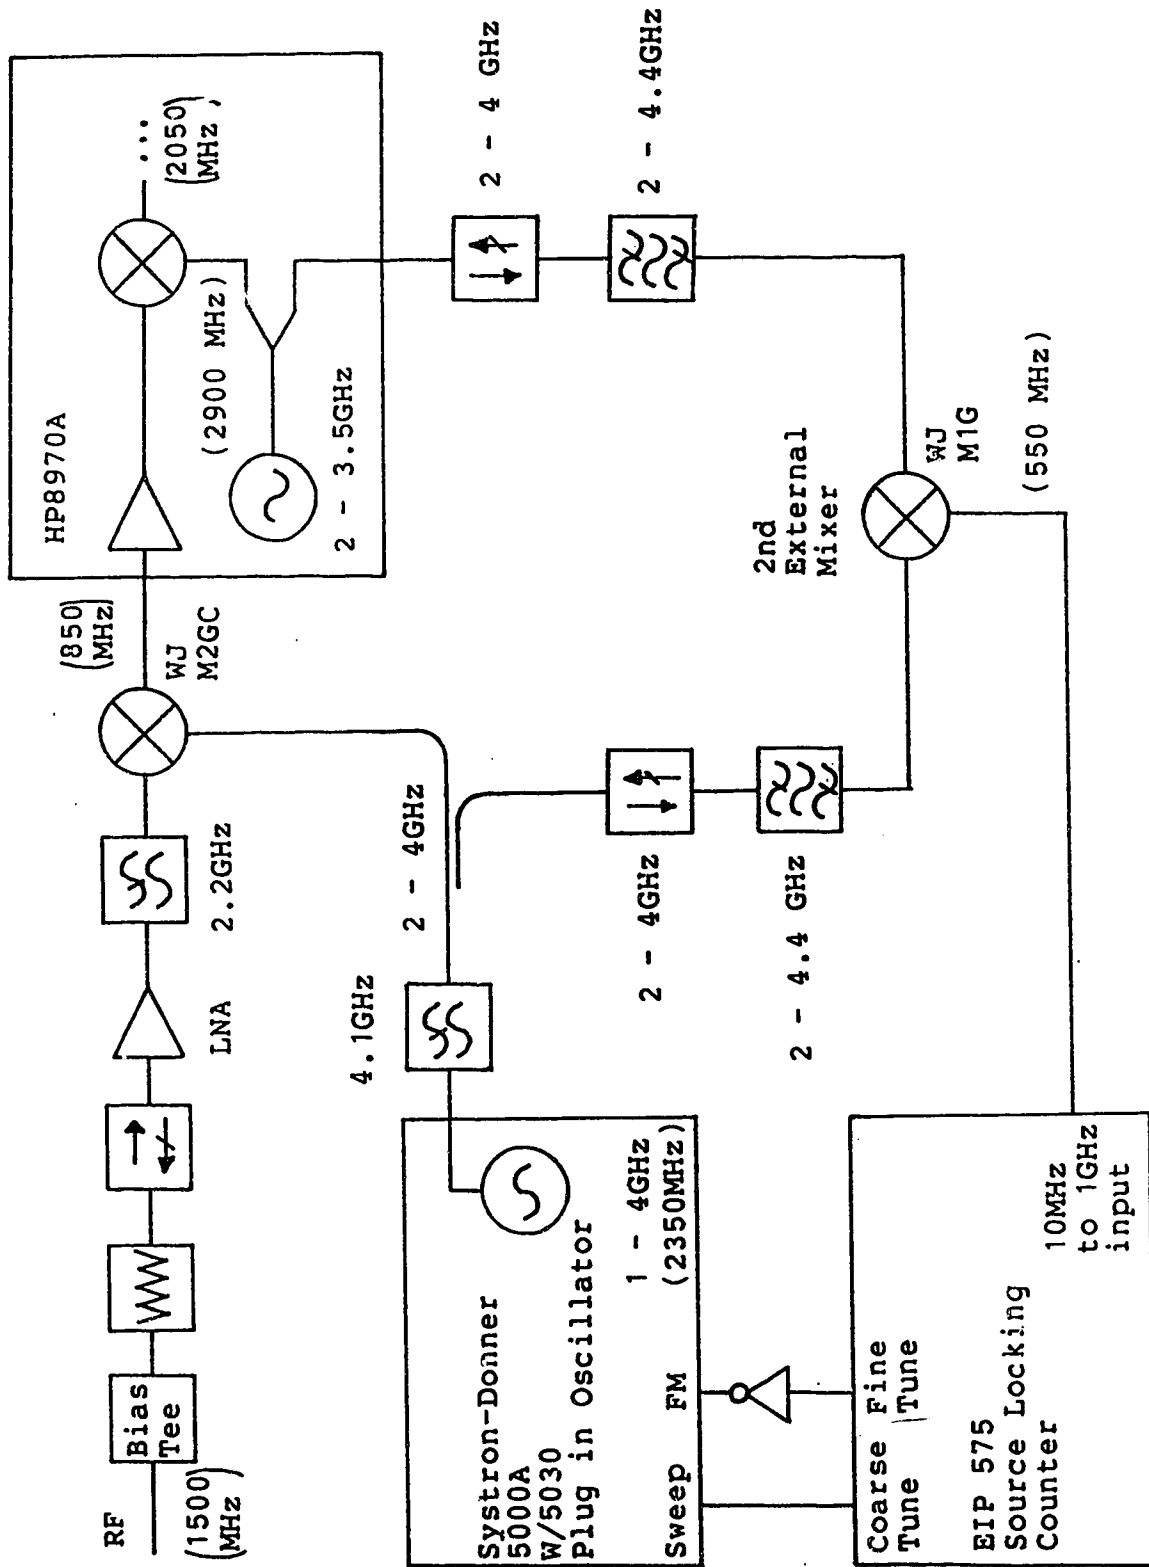 RF
(1500
MHz)
Bias
Tee
LNA
2.2GHz
(850
MHz)
WJ
M2GC
HP8970A
(2050
MHz)
...
(2900 MHz)
2 - 3.5GHz
2 - 4 GHz
2 - 4.4GHz
4.1GHz
2 - 4GHz
2 - 4GHz
2 - 4.4 GHz
2nd
External
Mixer
WJ
M1G
(550 MHz)
Systron-Donner
5000A
W/5030
Plug in Oscillator
1 - 4GHz
(2350MHz)
Sweep FM
Coarse Fine
Tune Tune
EIP 575
Source Locking
Counter
10MHz
to 1GHz
input